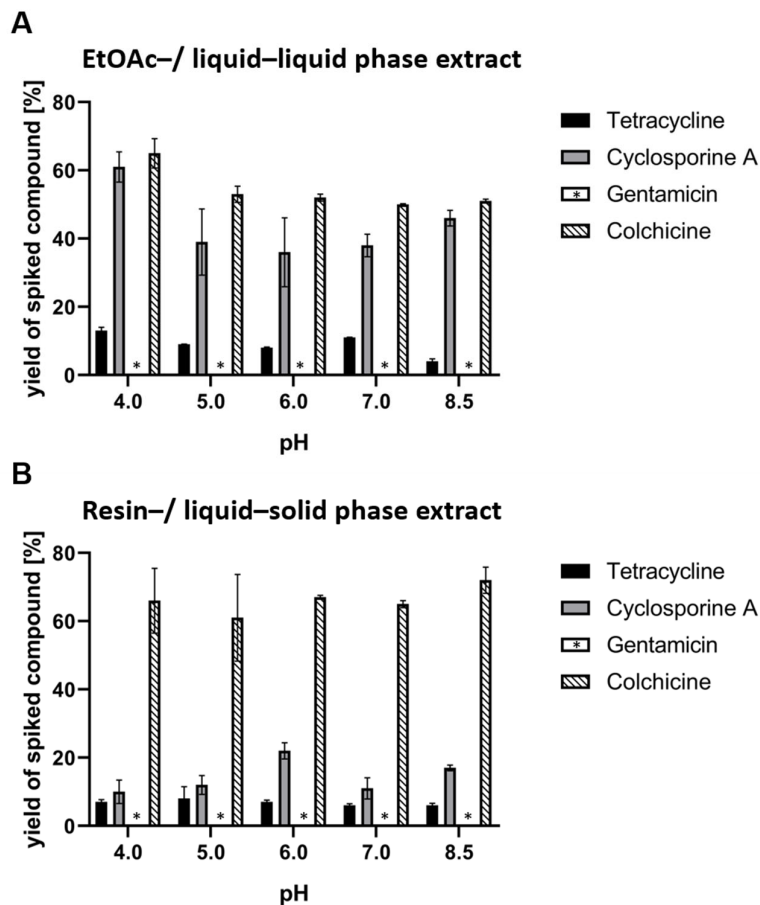 A
EtOAc–/ liquid–liquid phase extract
yield of spiked compound [%]
80
60
40
20
0
* * * * *
4.0 5.0 6.0 7.0 8.5
pH
Tetracycline
Cyclosporine A
* Gentamicin
Colchicine
B
Resin–/ liquid–solid phase extract
yield of spiked compound [%]
80
60
40
20
0
* * * * *
4.0 5.0 6.0 7.0 8.5
pH
Tetracycline
Cyclosporine A
* Gentamicin
Colchicine